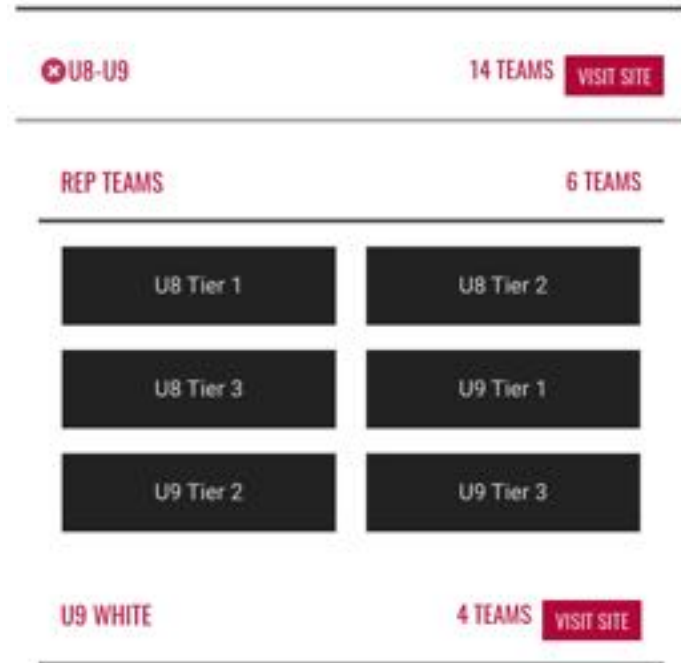 U8-U9 14 TEAMS VISIT SITE
REP TEAMS 6 TEAMS
U8 Tier 1 U8 Tier 2
U8 Tier 3 U9 Tier 1
U9 Tier 2 U9 Tier 3
U9 WHITE 4 TEAMS VISIT SITE